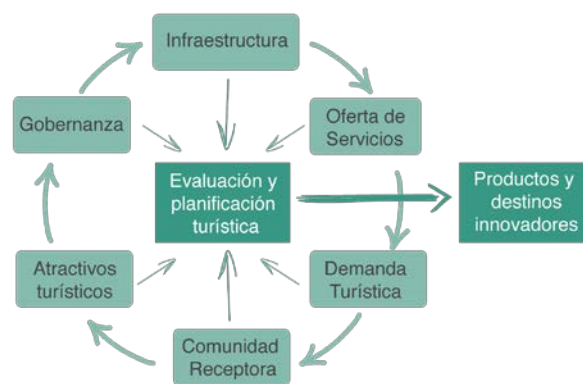 Infraestructura
Gobernanza
Oferta de
Servicios
Evaluación y
planificación
turística
Productos y
destinos
innovadores
Atractivos
turísticos
Demanda
Turística
Comunidad
Receptora